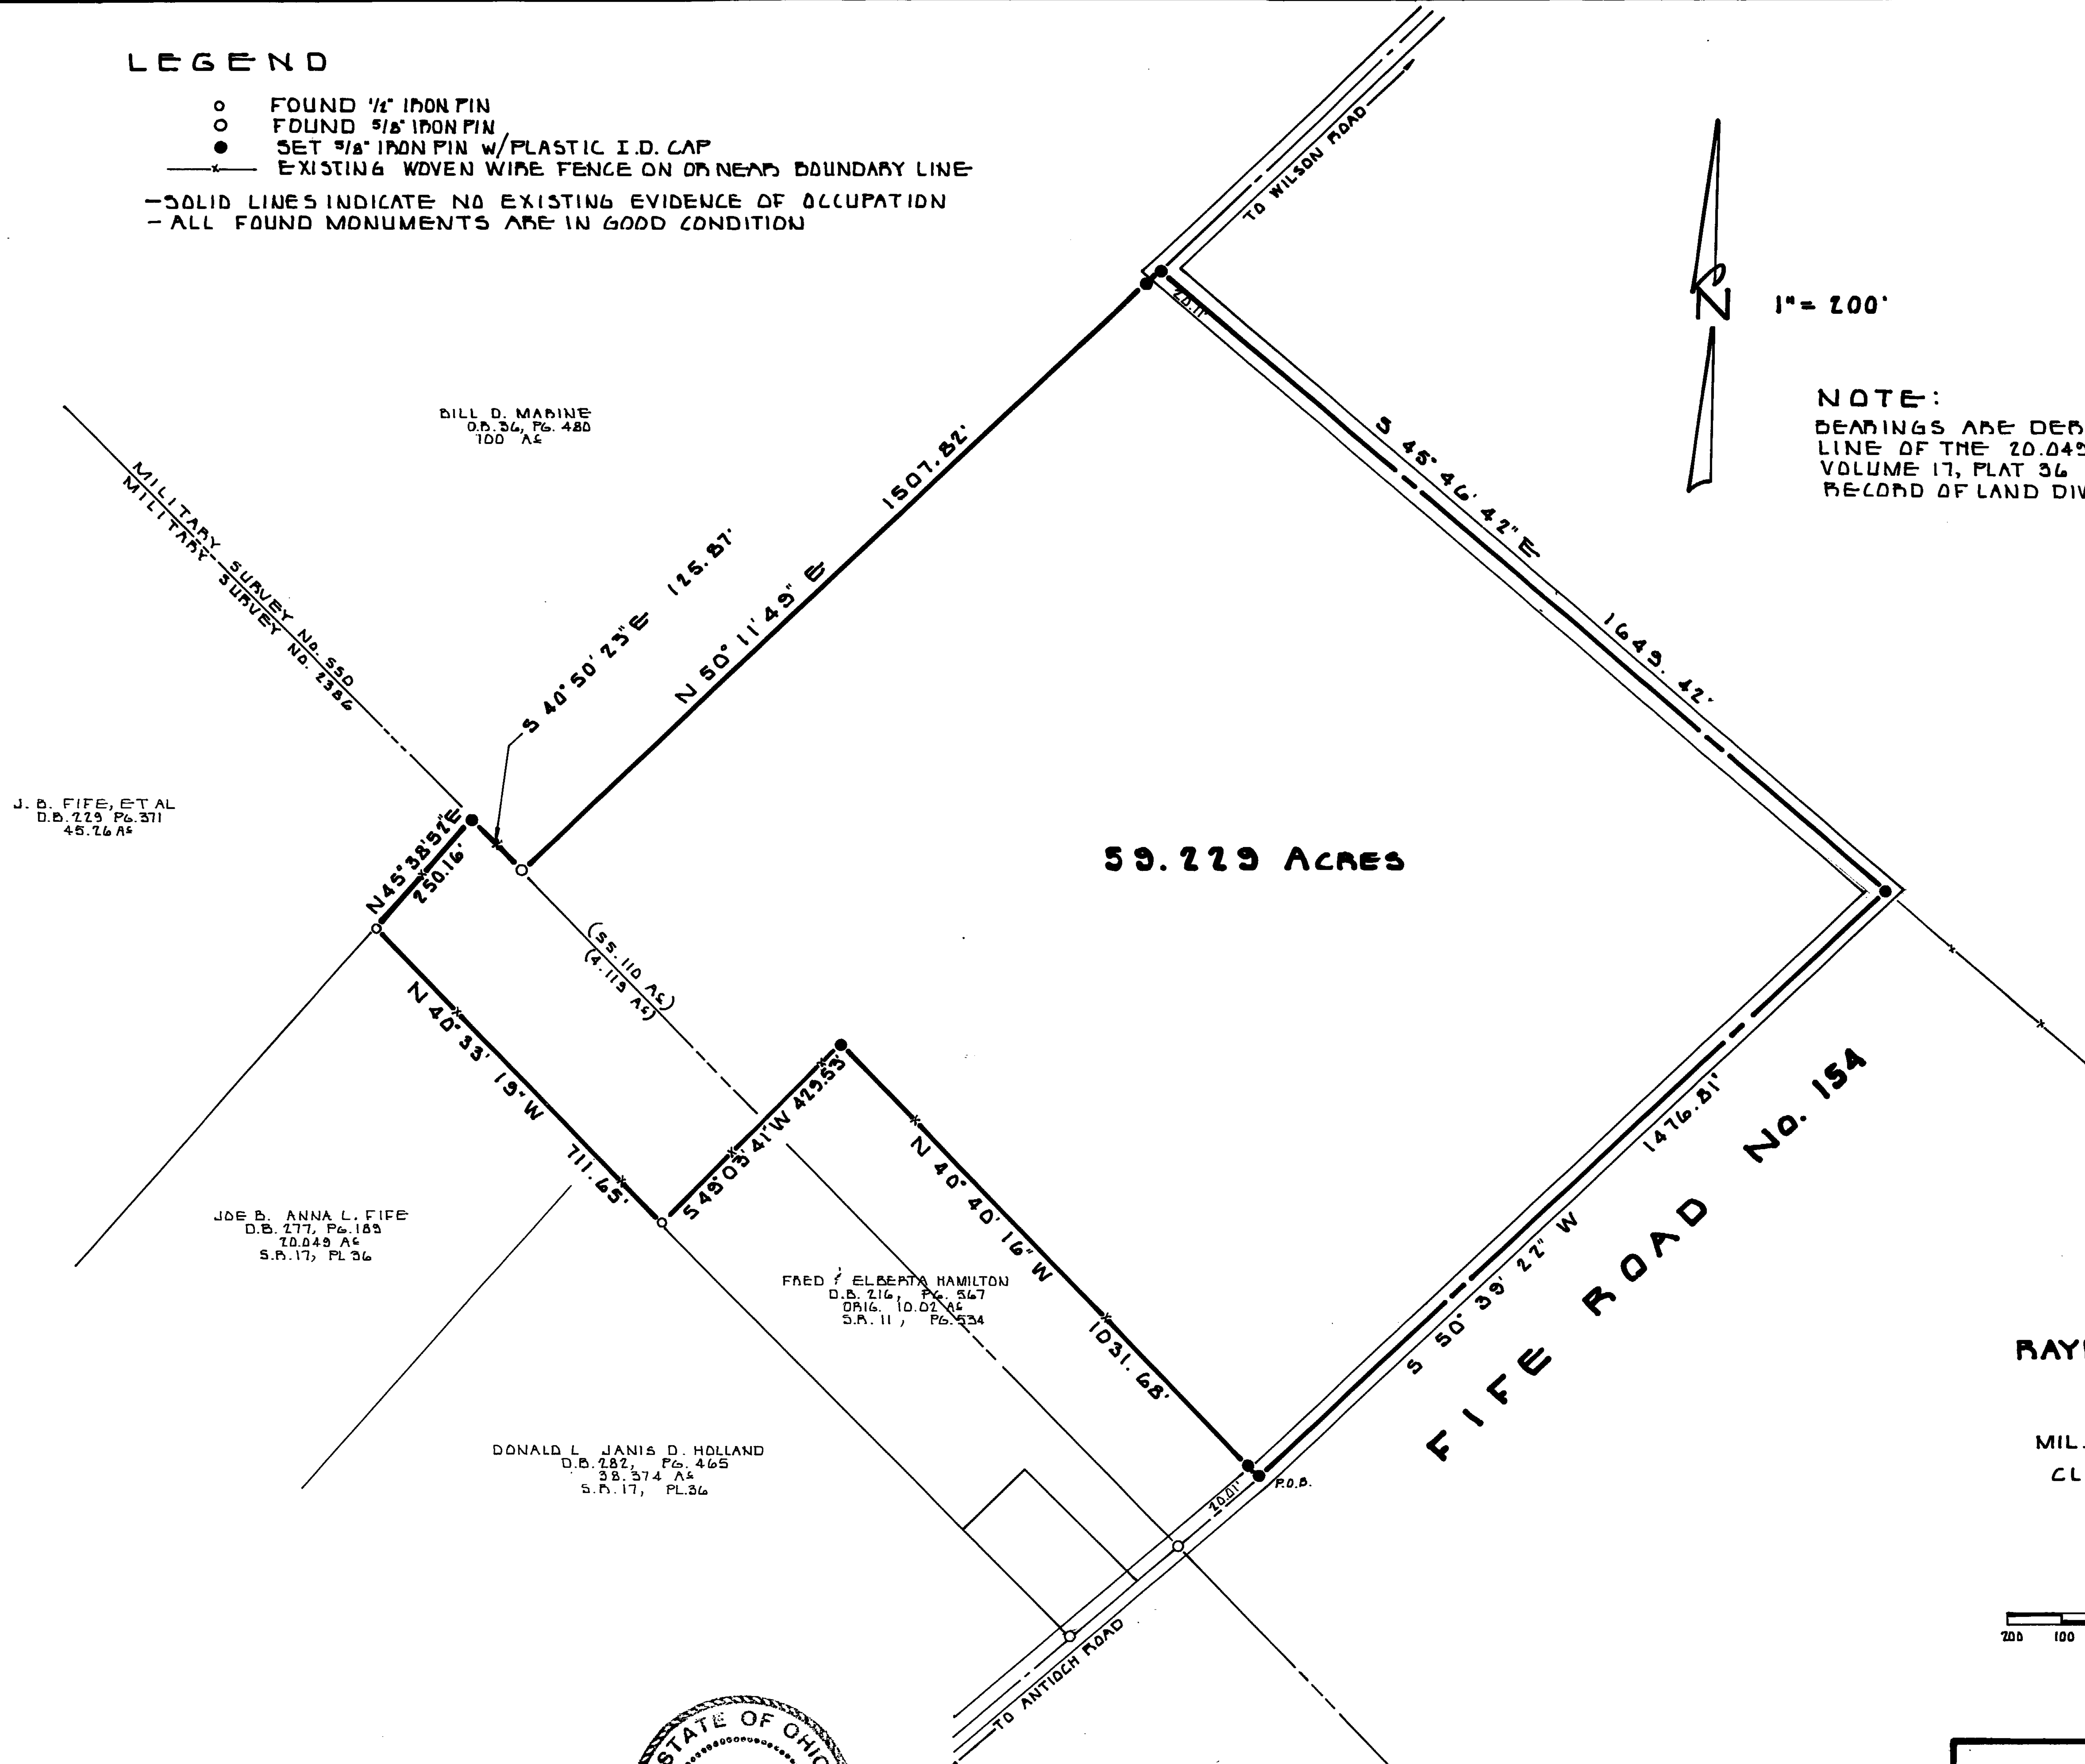 LEGEND
FOUND 1/2" IRON PIN
FOUND 5/8" IRON PIN
SET 5/8" IRON PIN W/PLASTIC I.D. CAP
EXISTING WOVEN WIRE FENCE ON OR NEAR BOUNDARY LINE
-SOLID LINES INDICATE NO EXISTING EVIDENCE OF OCCUPATION
- ALL FOUND MONUMENTS ARE IN GOOD CONDITION
TO WILSON ROAD
N
1" = 200'
NOTE:
BEARINGS ARE DER
LINE OF THE 20.049
VOLUME 17, PLAT 36
RECORD OF LAND DIV
20.11'
BILL D. MARINE
O.R. 36, PG. 480
100 Ac
MILITARY SURVEY NO. 550
MILITARY SURVEY NO. 2386
1507.82'
N 50° 11' 49" E
S 40° 50' 23" E 125.87'
S 45° 46' 42" E
1649.42'
J. B. FIFE, ET AL
D.B. 229 PG. 371
45.26 Ac
N 45° 38' 52" E
250.16'
59.229 ACRES
(55.110 Ac)
(4.119 Ac)
N 40° 33' 19" W
711.65'
S 49° 03' 41" W 429.53'
N 40° 40' 16" W
1031.68'
1476.81'
S 50° 39' 22" W
FIFE ROAD No. 154
JOE B. ANNA L. FIFE
D.B. 277, PG. 189
20.049 Ac
S.R. 17, PL 36
FRED & ELBERTA HAMILTON
D.B. 216, PG. 567
ORIG. 10.02 Ac
S.R. 11, PG. 534
DONALD L JANIS D. HOLLAND
D.B. 282, PG. 465
38.374 Ac
S.R. 17, PL. 36
20.01'
P.O.B.
TO ANTIOCH ROAD
RAY
MIL.
CL
200 100
STATE OF OHIO